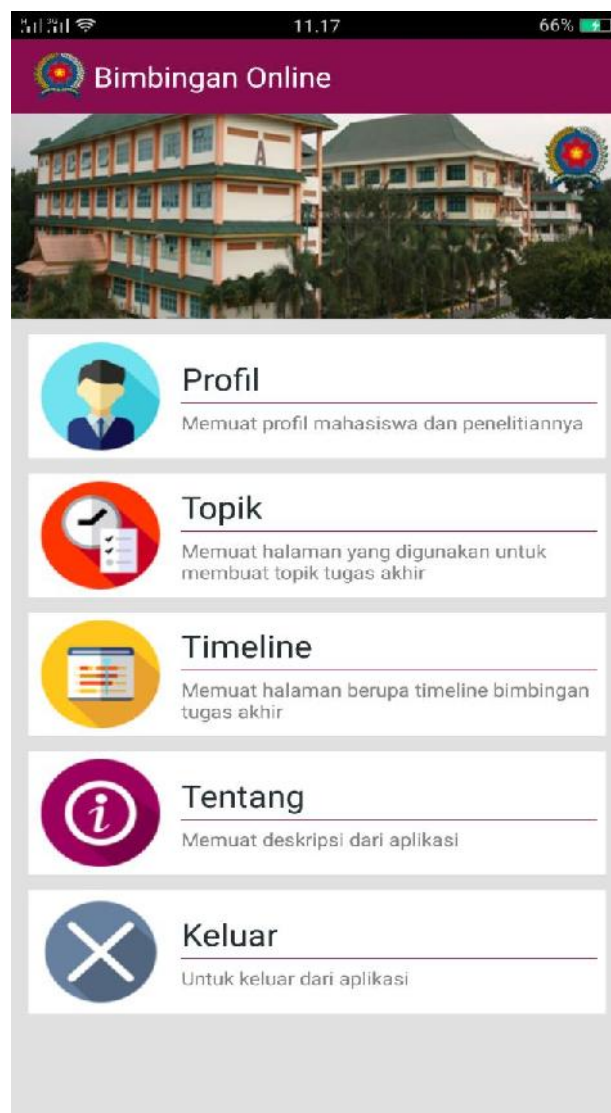 11.17
66%
Bimbingan Online
A
Profil
Memuat profil mahasiswa dan penelitiannya
Topik
Memuat halaman yang digunakan untuk
membuat topik tugas akhir
Timeline
Memuat halaman berupa timeline bimbingan
tugas akhir
Tentang
Memuat deskripsi dari aplikasi
Keluar
Untuk keluar dari aplikasi